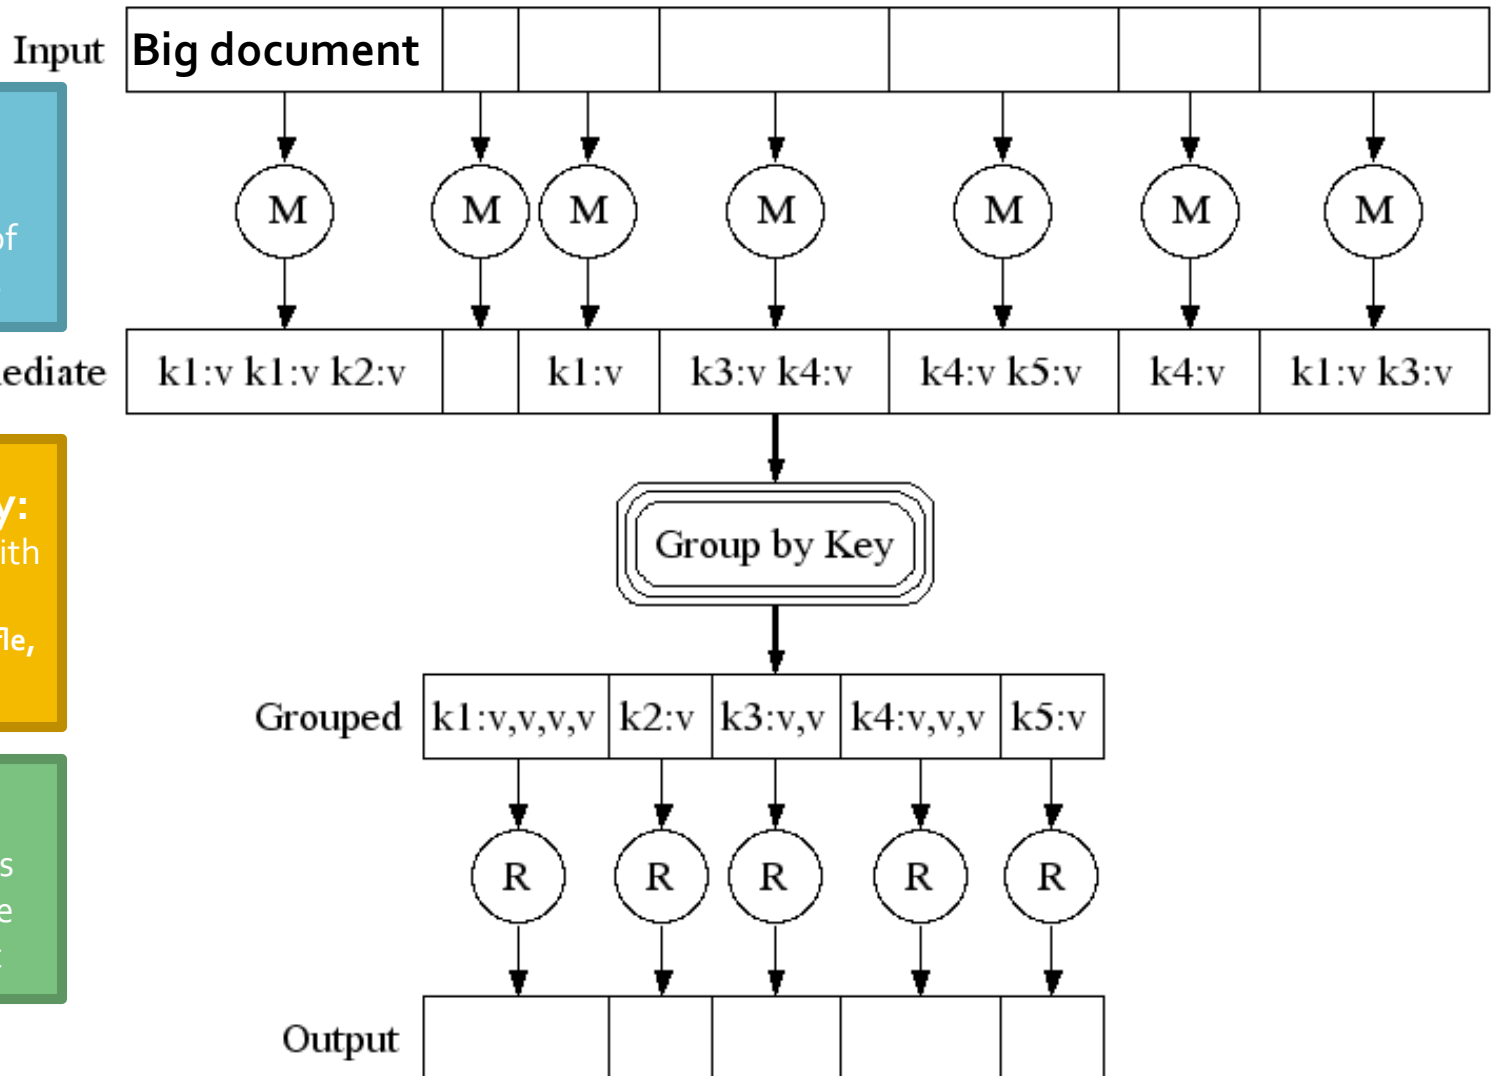 Input Big document
M M M M M M M
of
ediate k1:v k1:v k2:v k1:v k3:v k4:v k4:v k5:v k4:v k1:v k3:v
y:
ith
Group by Key
fle,
Grouped k1:v,v,v,v k2:v k3:v,v k4:v,v,v k5:v
R R R R R
s
e
t
Output